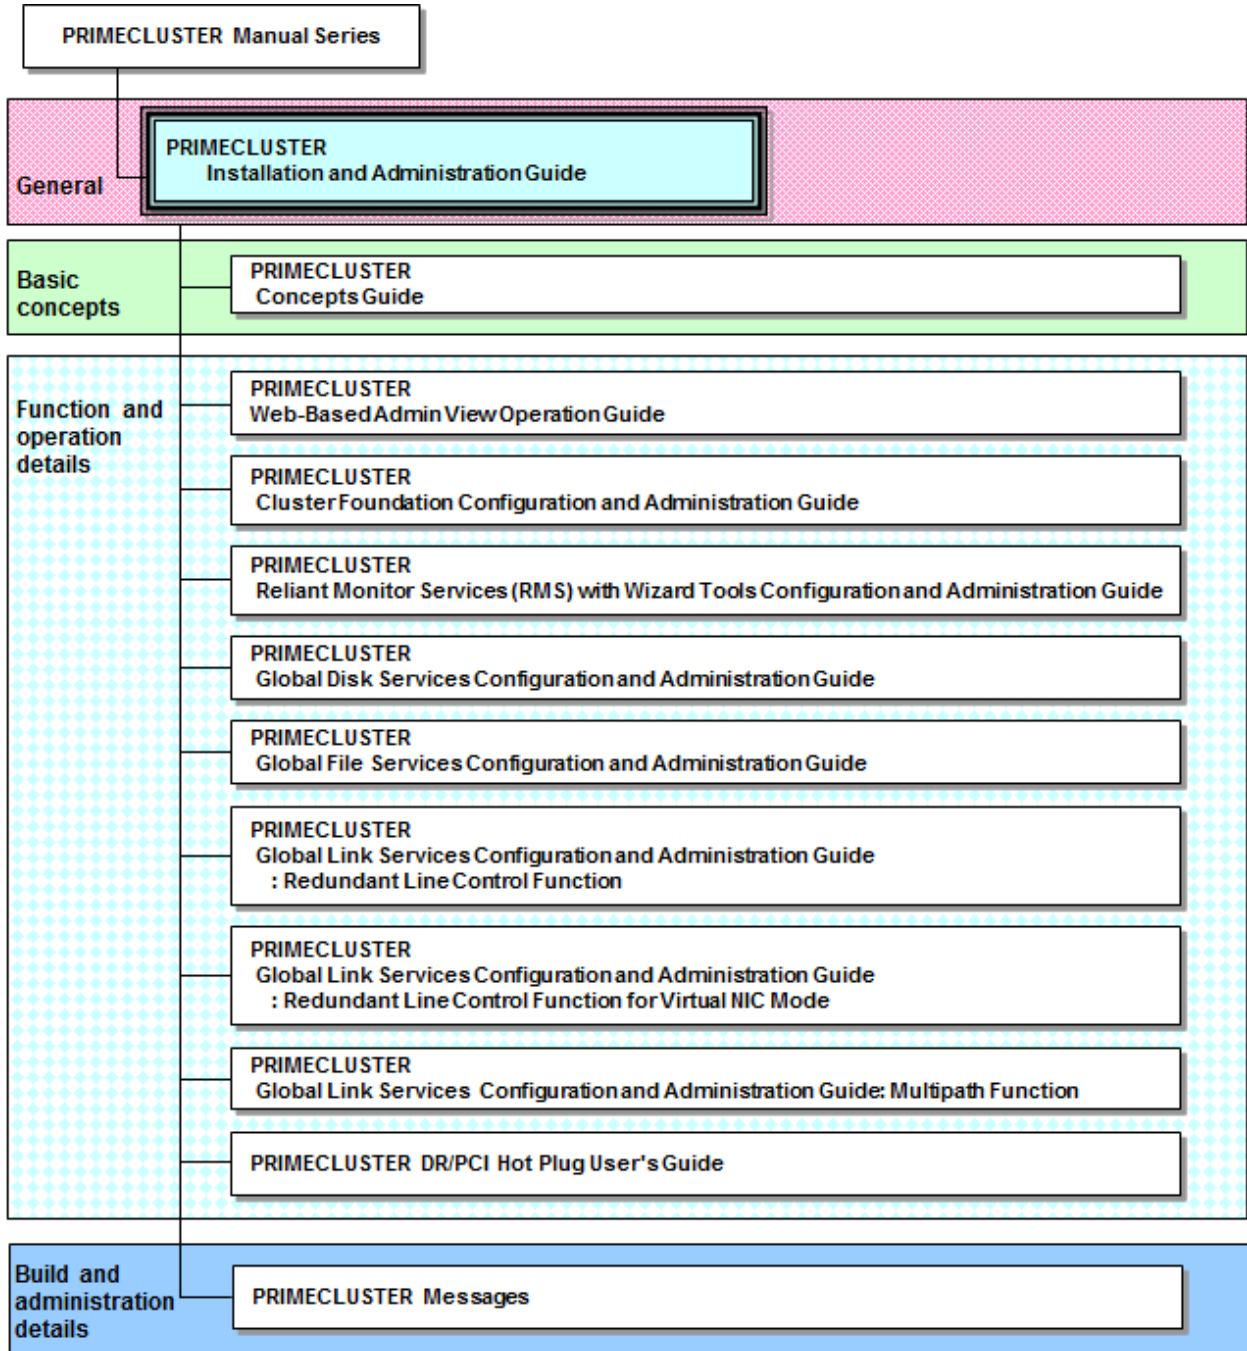 PRIMECLUSTER Manual Series
General
PRIMECLUSTER
Installation and Administration Guide
Basic
concepts
PRIMECLUSTER
Concepts Guide
Function and
operation
details
PRIMECLUSTER
Web-Based Admin View Operation Guide
PRIMECLUSTER
Cluster Foundation Configuration and Administration Guide
PRIMECLUSTER
Reliant Monitor Services (RMS) with Wizard Tools Configuration and Administration Guide
PRIMECLUSTER
Global Disk Services Configuration and Administration Guide
PRIMECLUSTER
Global File Services Configuration and Administration Guide
PRIMECLUSTER
Global Link Services Configuration and Administration Guide
: Redundant Line Control Function
PRIMECLUSTER
Global Link Services Configuration and Administration Guide
: Redundant Line Control Function for Virtual NIC Mode
PRIMECLUSTER
Global Link Services Configuration and Administration Guide: Multipath Function
PRIMECLUSTER DR/PCI Hot Plug User's Guide
Build and
administration
details
PRIMECLUSTER Messages